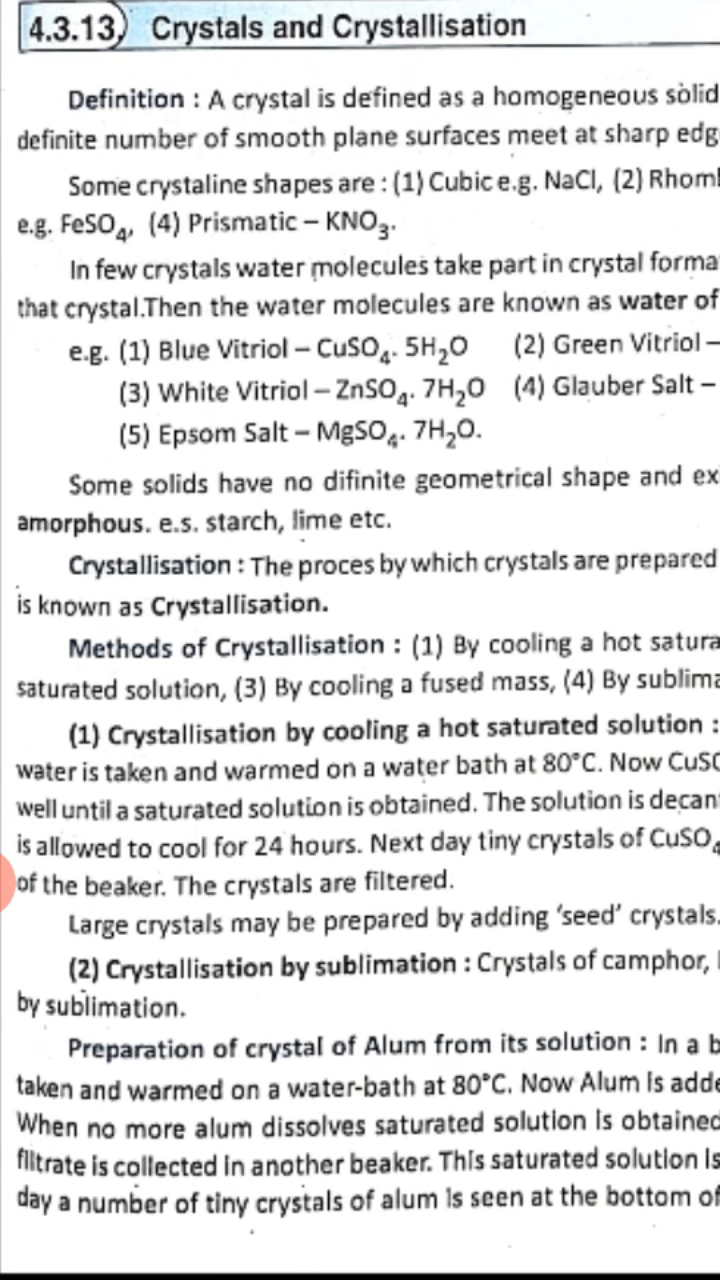 4.3.13 Crystals and Crystallisation
Definition : A crystal is defined as a homogeneous solid
definite number of smooth plane surfaces meet at sharp edg
Some crystaline shapes are : (1) Cubic e.g. NaCl, (2) Rhom
e.g. FeSO₄, (4) Prismatic – KNO₃.
In few crystals water molecules take part in crystal forma
that crystal.Then the water molecules are known as water of
e.g. (1) Blue Vitriol – CuSO₄. 5H₂O (2) Green Vitriol –
(3) White Vitriol – ZnSO₄. 7H₂O (4) Glauber Salt –
(5) Epsom Salt – MgSO₄. 7H₂O.
Some solids have no difinite geometrical shape and ex
amorphous. e.s. starch, lime etc.
Crystallisation : The proces by which crystals are prepared
is known as Crystallisation.
Methods of Crystallisation : (1) By cooling a hot satura
saturated solution, (3) By cooling a fused mass, (4) By sublima
(1) Crystallisation by cooling a hot saturated solution :
water is taken and warmed on a water bath at 80°C. Now CuSO
well until a saturated solution is obtained. The solution is decan
is allowed to cool for 24 hours. Next day tiny crystals of CuSO₄
of the beaker. The crystals are filtered.
Large crystals may be prepared by adding ‘seed’ crystals.
(2) Crystallisation by sublimation : Crystals of camphor,
by sublimation.
Preparation of crystal of Alum from its solution : In a b
taken and warmed on a water-bath at 80°C. Now Alum is adde
When no more alum dissolves saturated solution is obtained
filtrate is collected in another beaker. This saturated solution is
day a number of tiny crystals of alum is seen at the bottom of